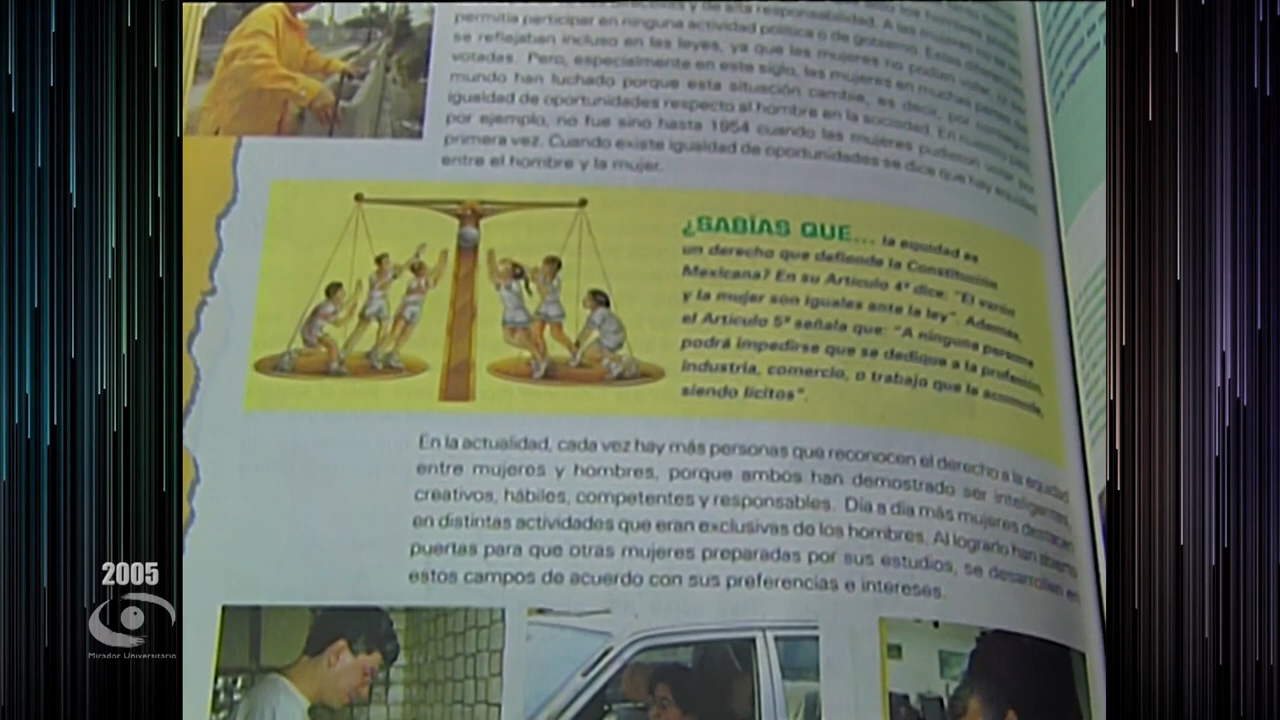 permitía participar en ninguna actividad política o de gobierno. Estas
se reflejaban incluso en las leyes, ya que las mujeres no podían votar
votadas. Pero, especialmente en este siglo, las mujeres en muchas partes del
mundo han luchado porque esta situación cambie, es decir, por
igualdad de oportunidades respecto al hombre en la sociedad. En nuestro país
por ejemplo, no fue sino hasta 1954 cuando las mujeres pudieron votar por
primera vez. Cuando existe igualdad de oportunidades se dice que hay equidad
entre el hombre y la mujer.
¿SABÍAS QUE... la equidad es
un derecho que defiende la Constitución
Mexicana? En su Artículo 4º dice: "El varón
y la mujer son iguales ante la ley". Además,
el Artículo 5º señala que: "A ninguna persona
podrá impedirse que se dedique a la profesión,
industria, comercio, o trabajo que le acomode,
siendo lícitos".
En la actualidad, cada vez hay más personas que reconocen el derecho a la equidad
entre mujeres y hombres, porque ambos han demostrado ser inteligentes,
creativos, hábiles, competentes y responsables. Día a día más mujeres destacan
en distintas actividades que eran exclusivas de los hombres. Al lograrlo han abierto
puertas para que otras mujeres preparadas por sus estudios, se desarrollen en
estos campos de acuerdo con sus preferencias e intereses.
2005
Mirador Universitario